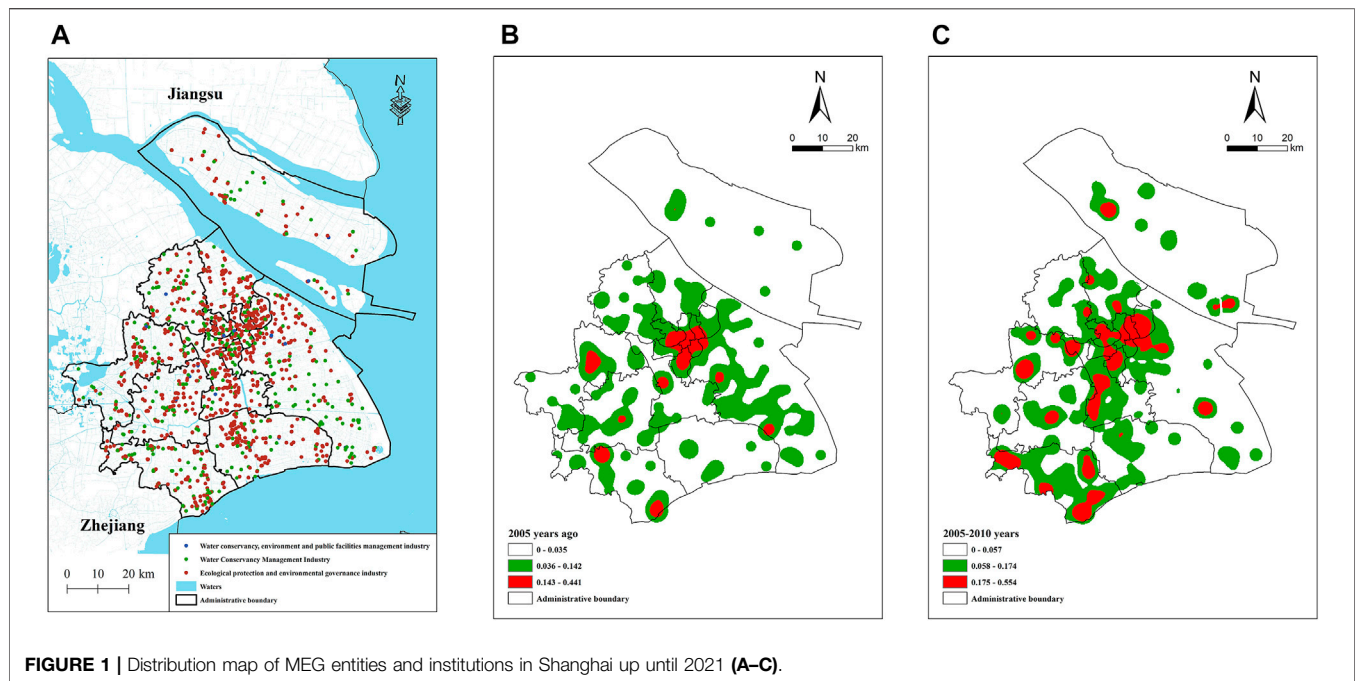 A
B
C
Jiangsu
N
Zhejiang
0 10 20 km
Water conservancy, environment and public facilities management industry
Water Conservancy Management Industry
Ecological protection and environmental governance industry
Waters
Administrative boundary
N
0 10 20
km
2005 years ago
0 - 0.035
0.036 - 0.142
0.143 - 0.441
Administrative boundary
N
0 10 20
km
2005-2010 years
0 - 0.057
0.058 - 0.174
0.175 - 0.554
Administrative boundary
FIGURE 1 | Distribution map of MEG entities and institutions in Shanghai up until 2021 (A–C).